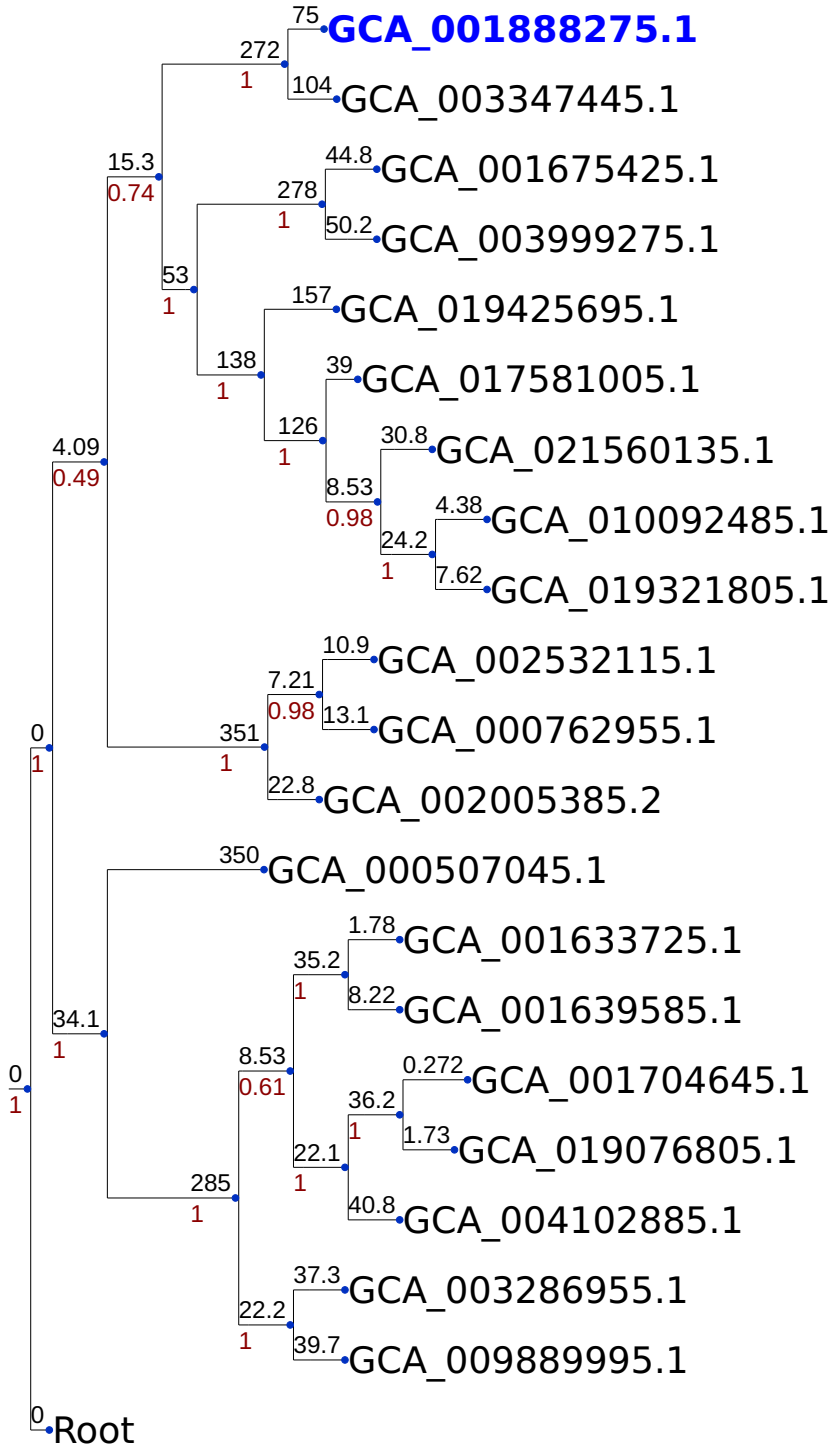 75
GCA_001888275.1
272
1
104
GCA_003347445.1
15.3
0.74
44.8
GCA_001675425.1
278
1
50.2
GCA_003999275.1
53
1
157
GCA_019425695.1
138
1
39
GCA_017581005.1
126
1
30.8
GCA_021560135.1
4.09
0.49
8.53
0.98
4.38
GCA_010092485.1
24.2
1
7.62
GCA_019321805.1
10.9
GCA_002532115.1
7.21
0.98
13.1
GCA_000762955.1
0
1
351
1
22.8
GCA_002005385.2
350
GCA_000507045.1
1.78
GCA_001633725.1
35.2
1
8.22
GCA_001639585.1
34.1
1
0
1
8.53
0.61
0.272
GCA_001704645.1
36.2
1
1.73
GCA_019076805.1
22.1
1
285
1
40.8
GCA_004102885.1
37.3
GCA_003286955.1
22.2
1
39.7
GCA_009889995.1
0
Root